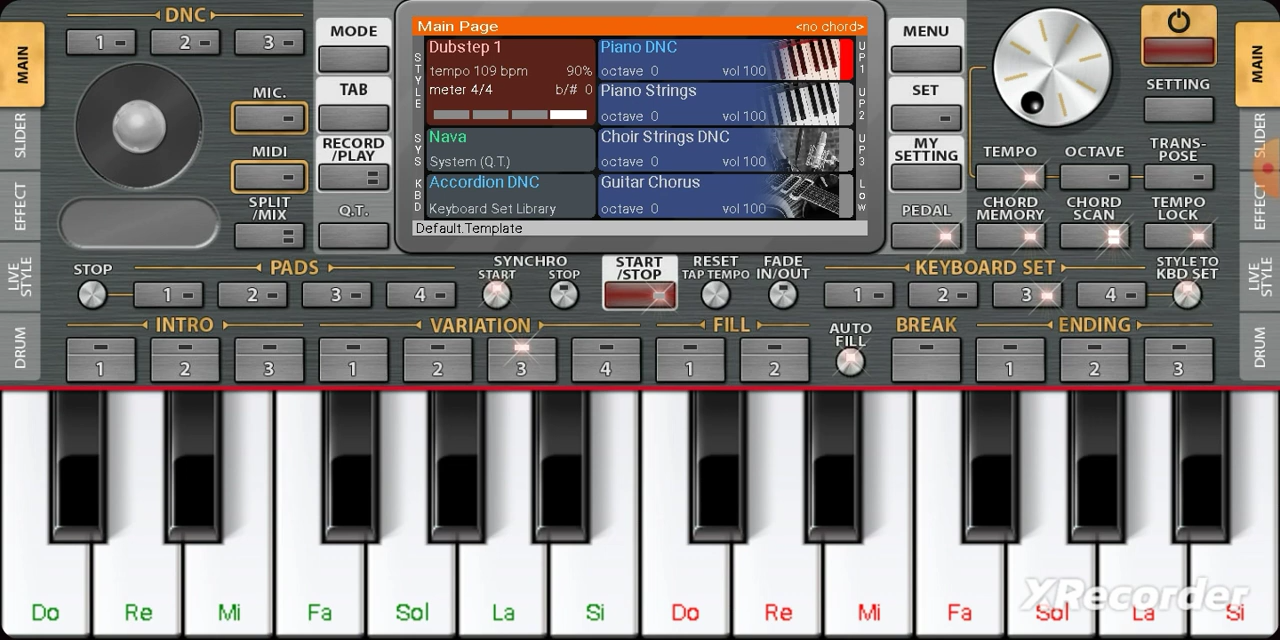 DNC
1
2
3
MODE
TAB
RECORD
/PLAY
Q.T.
MIC.
MIDI
SPLIT
/MIX
MAIN
SLIDER
EFFECT
LIVE
STYLE
DRUM
Main Page
<no chord>
STYLE
Dubstep 1
tempo 109 bpm 90%
meter 4/4 b/# 0
SYS
Nava
System (Q.T.)
KBD
Accordion DNC
Keyboard Set Library
Piano DNC
octave 0 vol 100
UP1
Piano Strings
octave 0 vol 100
UP2
Choir Strings DNC
octave 0 vol 100
UP3
Guitar Chorus
octave 0 vol 100
Low
Default.Template
MENU
SET
MY
SETTING
PEDAL
SETTING
TEMPO
OCTAVE
TRANS-
POSE
CHORD
MEMORY
CHORD
SCAN
TEMPO
LOCK
MAIN
SLIDER
EFFECT
LIVE
STYLE
DRUM
STOP
PADS
1
2
3
4
SYNCHRO
START
STOP
START
/STOP
RESET
TAP TEMPO
FADE
IN/OUT
KEYBOARD SET
1
2
3
4
STYLE TO
KBD SET
INTRO
1
2
3
VARIATION
1
2
3
4
FILL
1
2
AUTO
FILL
BREAK
ENDING
1
2
3
Do Re Mi Fa Sol La Si Do Re Mi Fa Sol La Si
XRecorder